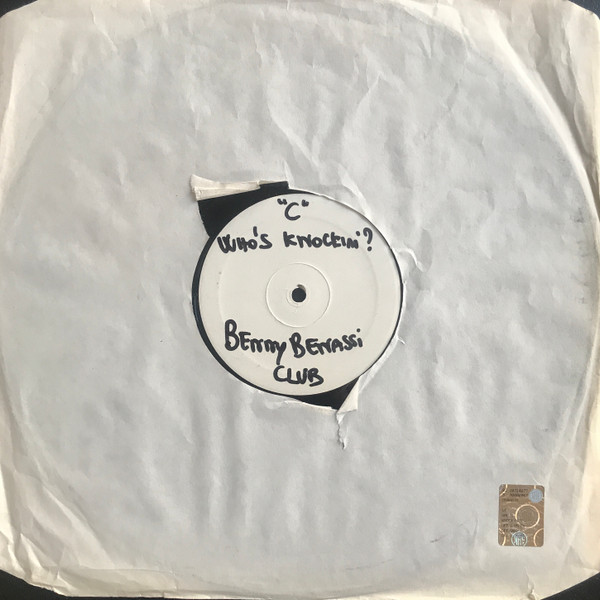 "C"
WHO'S KNOCKIN'?
BENNY BENASSI
CLUB